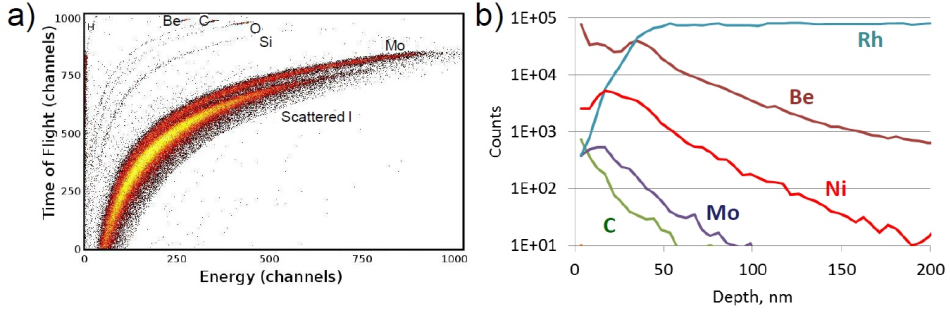 a)
Time of Flight (channels)
1000
750
500
250
0
H
Be
C
O
Si
Mo
Scattered I
0
250
500
750
1000
Energy (channels)
b)
Counts
1E+05
1E+04
1E+03
1E+02
1E+01
Rh
Be
Ni
Mo
C
0
50
100
150
200
Depth, nm